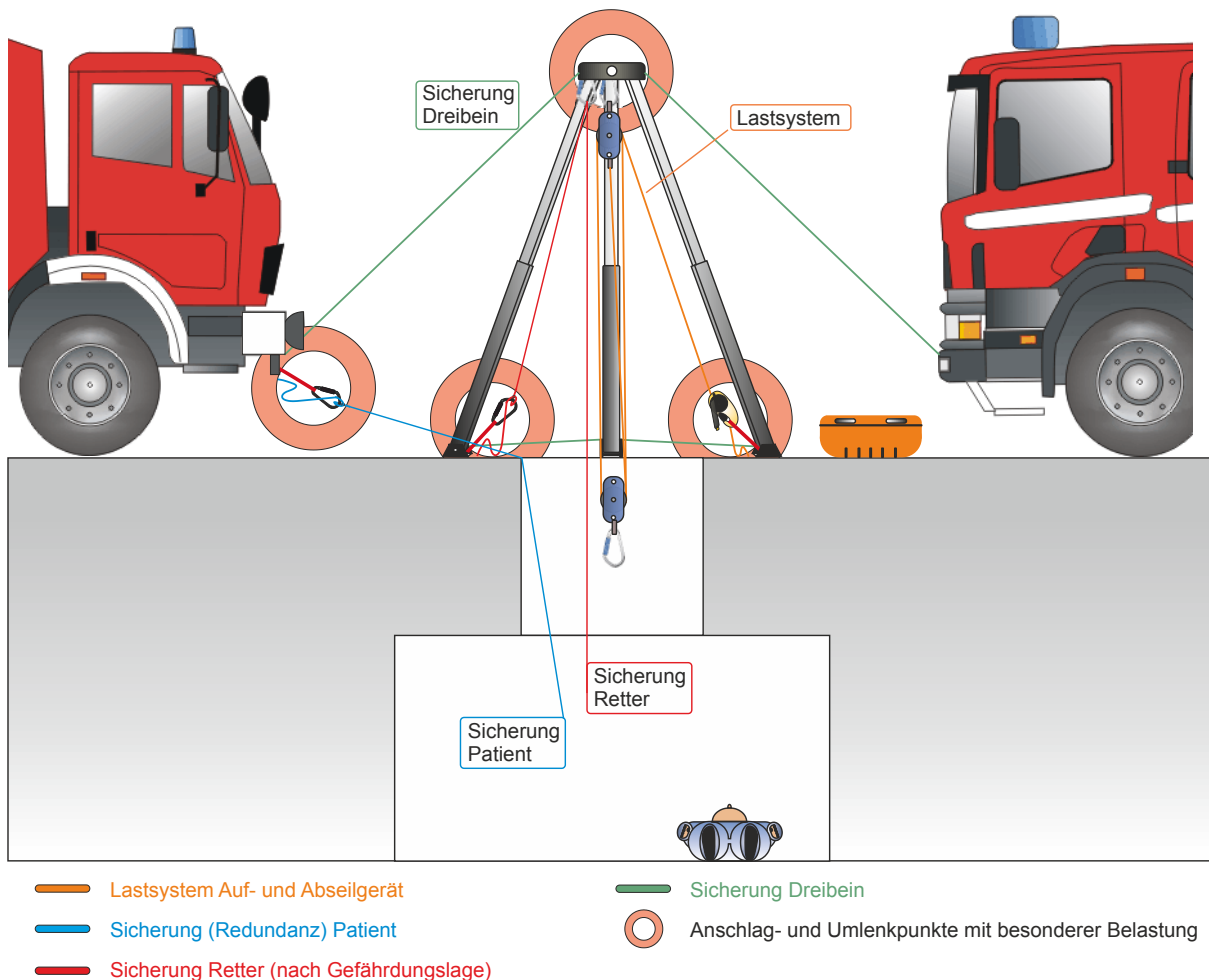 Sicherung
Dreibein
Lastsystem
Sicherung
Retter
Sicherung
Patient
Lastsystem Auf- und Abseilgerät
Sicherung (Redundanz) Patient
Sicherung Retter (nach Gefährdungslage)
Sicherung Dreibein
Anschlag- und Umlenkpunkte mit besonderer Belastung